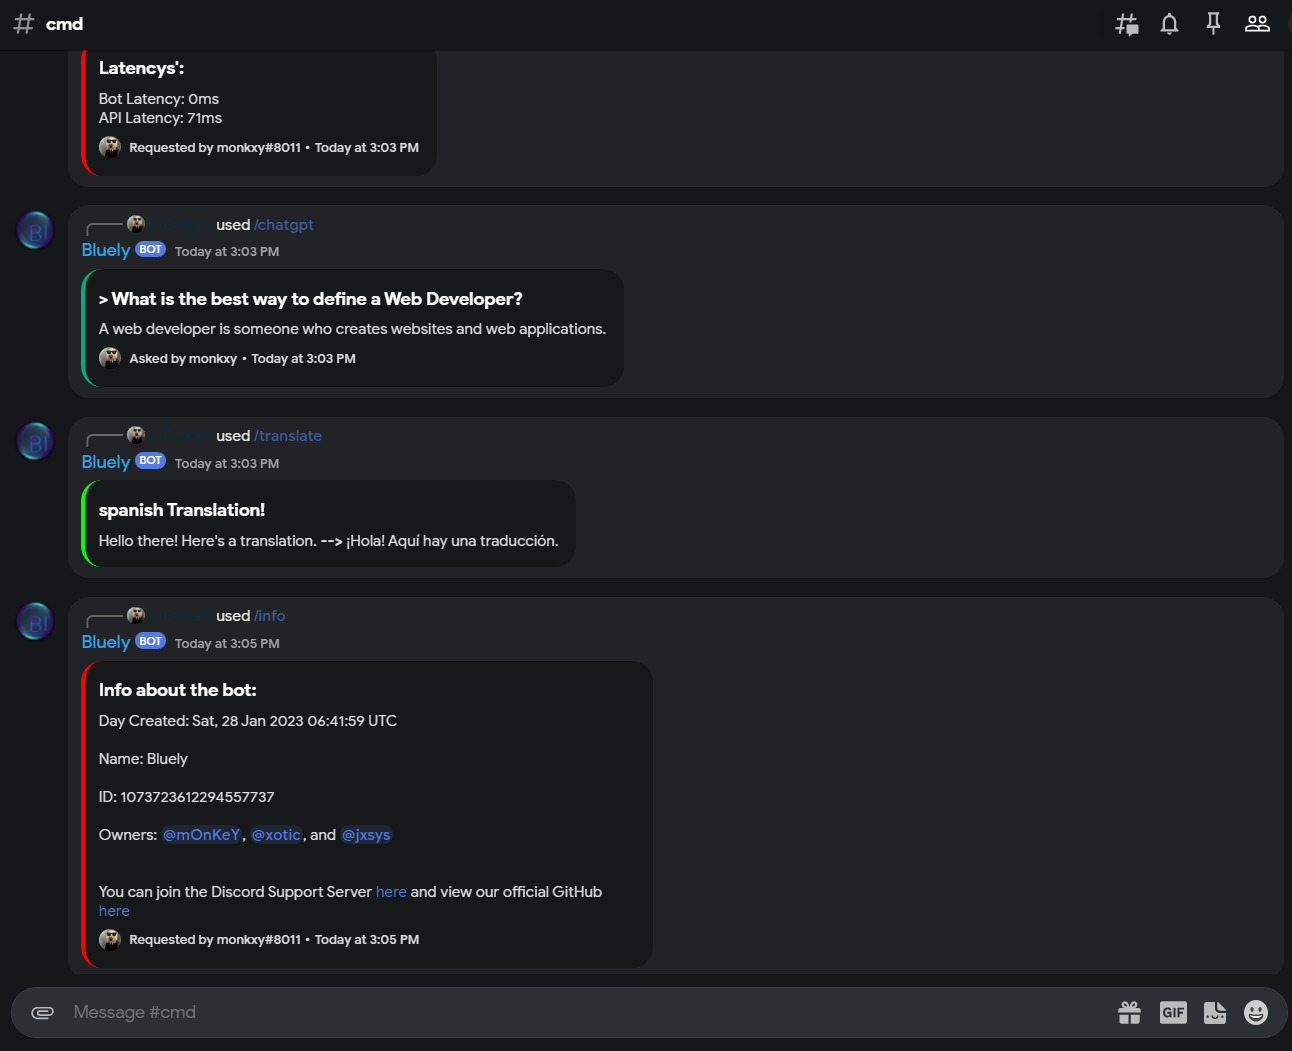 cmd
Latencys':
Bot Latency: 0ms
API Latency: 71ms
Requested by monkxy#8011 • Today at 3:03 PM
used /chatgpt
Bluely BOT Today at 3:03 PM
> What is the best way to define a Web Developer?
A web developer is someone who creates websites and web applications.
Asked by monkxy • Today at 3:03 PM
used /translate
Bluely BOT Today at 3:03 PM
spanish Translation!
Hello there! Here's a translation. --> ¡Hola! Aquí hay una traducción.
used /info
Bluely BOT Today at 3:05 PM
Info about the bot:
Day Created: Sat, 28 Jan 2023 06:41:59 UTC
Name: Bluely
ID: 1073723612294557737
Owners: @mOnKeY, @xotic, and @jxsys
You can join the Discord Support Server here and view our official GitHub
here
Requested by monkxy#8011 • Today at 3:05 PM
Message #cmd
GIF